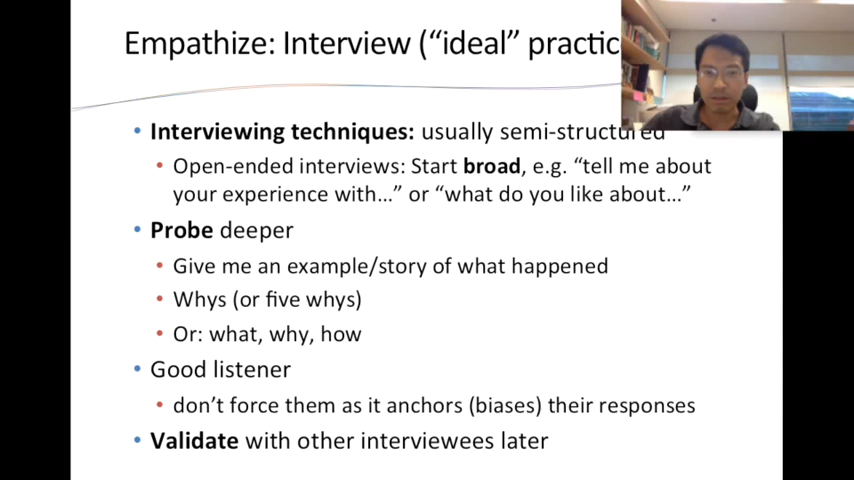 Empathize: Interview (“ideal” practic
Interviewing techniques: usually semi-structured
Open-ended interviews: Start broad, e.g. “tell me about
your experience with…” or “what do you like about…”
Probe deeper
Give me an example/story of what happened
Whys (or five whys)
Or: what, why, how
Good listener
don’t force them as it anchors (biases) their responses
Validate with other interviewees later